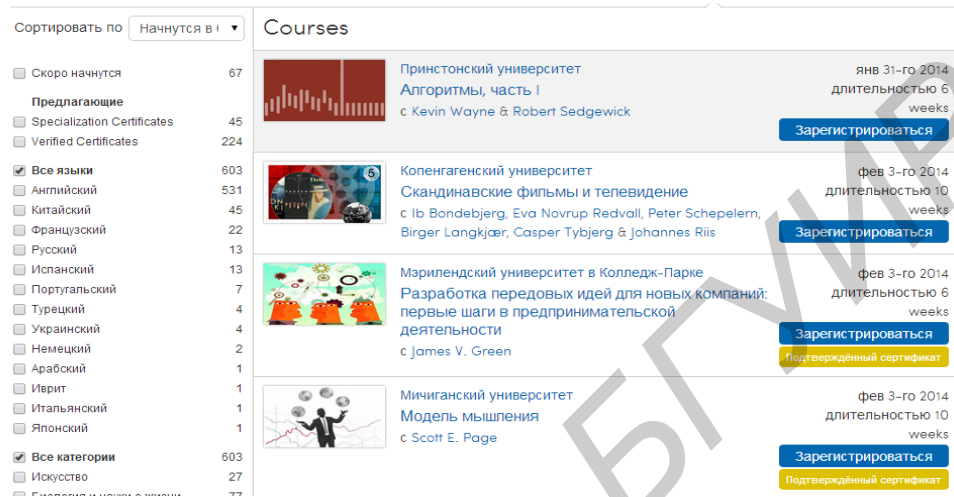 Сортировать по
Начнутся в
Скоро начнутся 67
Предлагающие
Specialization Certificates 45
Verified Certificates 224
Все языки 603
Английский 531
Китайский 45
Французский 22
Русский 13
Испанский 13
Португальский 7
Турецкий 4
Украинский 4
Немецкий 2
Арабский 1
Иврит 1
Итальянский 1
Японский 1
Все категории 603
Искусство 27
Биология и науки о жизни 77
Courses
Принстонский университет
Алгоритмы, часть I
с Kevin Wayne & Robert Sedgewick
янв 31-го 2014
длительностью 6
weeks
Зарегистрироваться
5
Копенгагенский университет
Скандинавские фильмы и телевидение
с Ib Bondebjerg, Eva Novrup Redvall, Peter Schepelern,
Birger Langkjær, Casper Tybjerg & Johannes Riis
фев 3-го 2014
длительностью 10
weeks
Зарегистрироваться
Мэрилендский университет в Колледж-Парке
Разработка передовых идей для новых компаний:
первые шаги в предпринимательской
деятельности
с James V. Green
фев 3-го 2014
длительностью 6
weeks
Зарегистрироваться
Подтверждённый сертификат
Мичиганский университет
Модель мышления
с Scott E. Page
фев 3-го 2014
длительностью 10
weeks
Зарегистрироваться
Подтверждённый сертификат
БГУИР